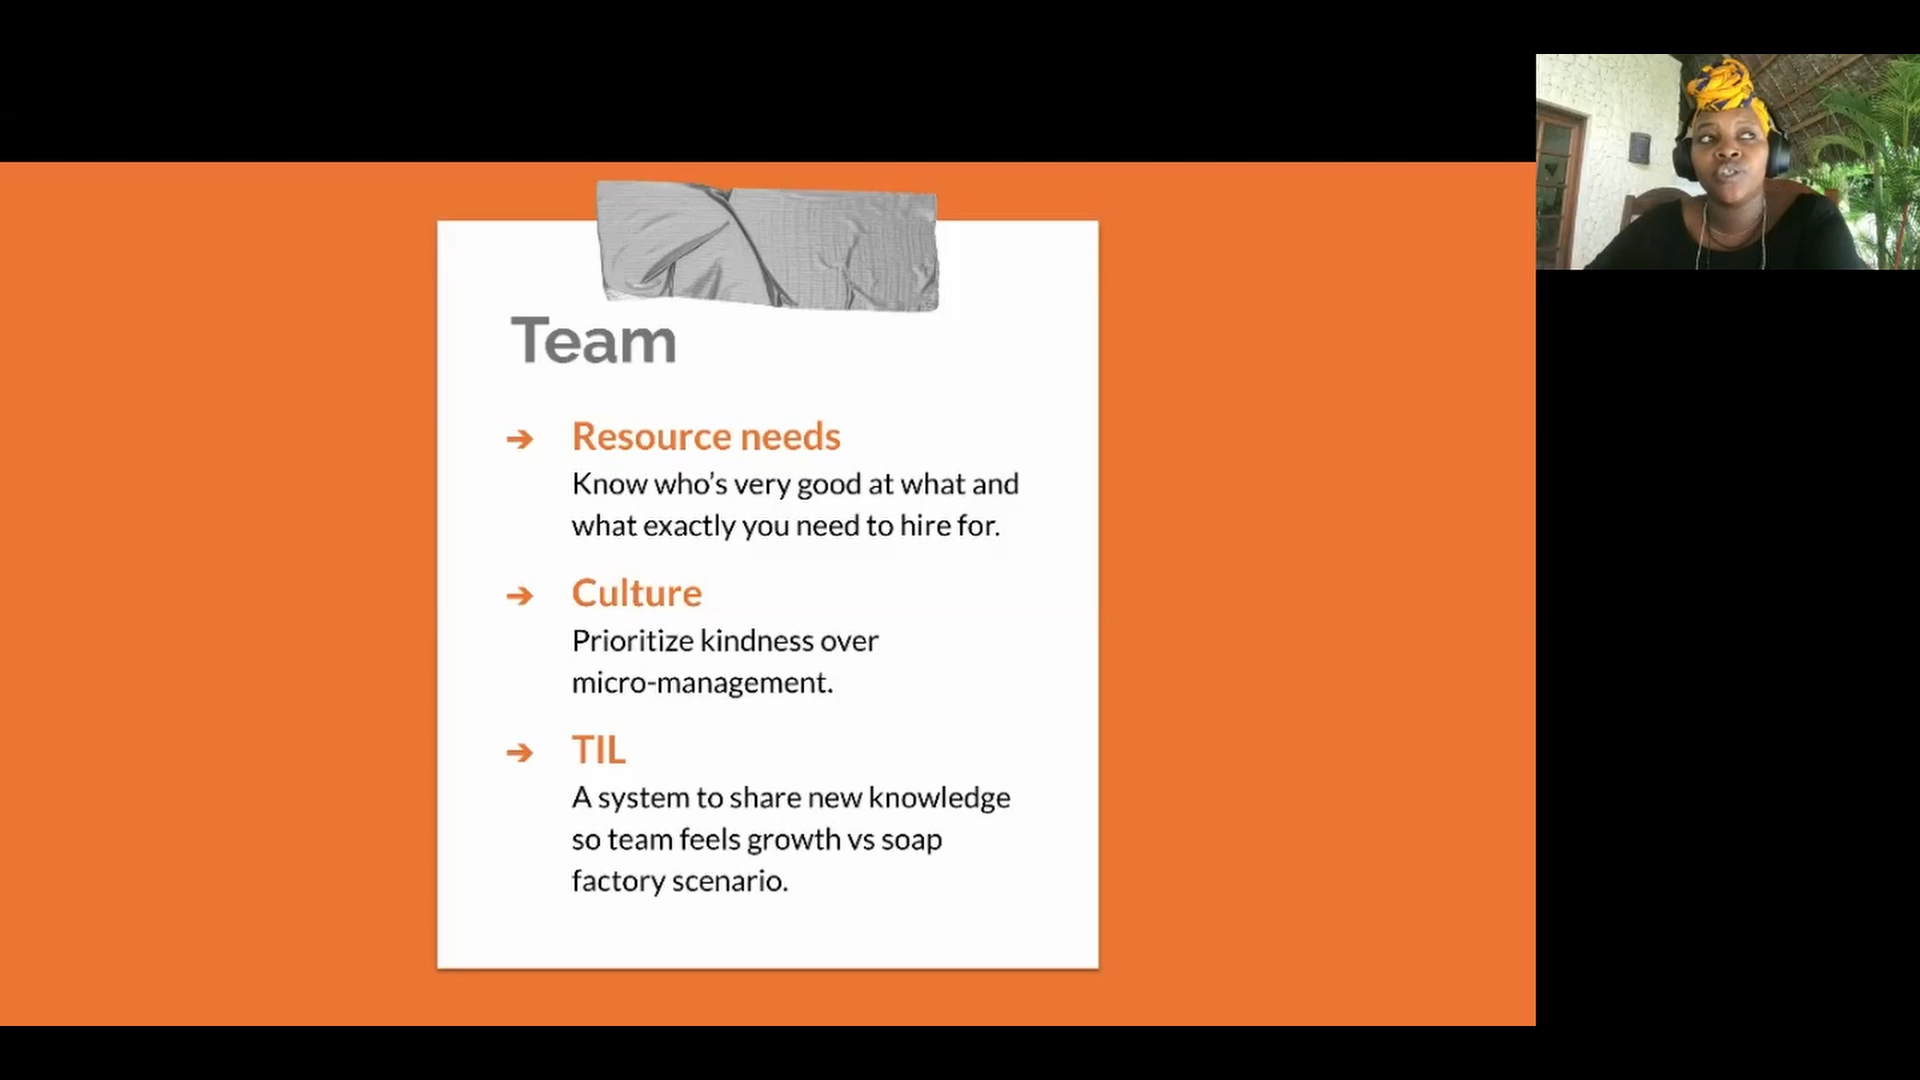 Team
➔ Resource needs
Know who’s very good at what and
what exactly you need to hire for.
➔ Culture
Prioritize kindness over
micro-management.
➔ TIL
A system to share new knowledge
so team feels growth vs soap
factory scenario.